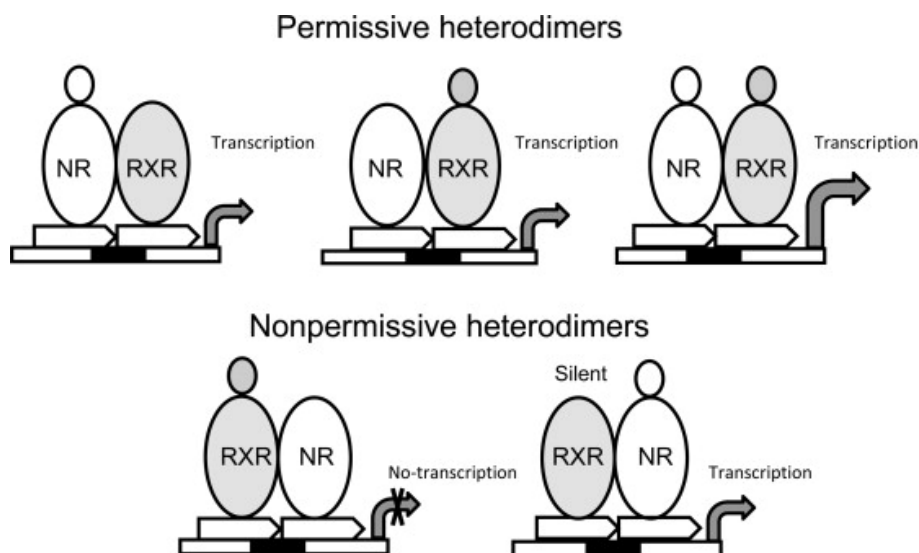 Permissive heterodimers
NR RXR Transcription
NR RXR Transcription
NR RXR Transcription
Nonpermissive heterodimers
RXR NR No-transcription
Silent
RXR NR Transcription